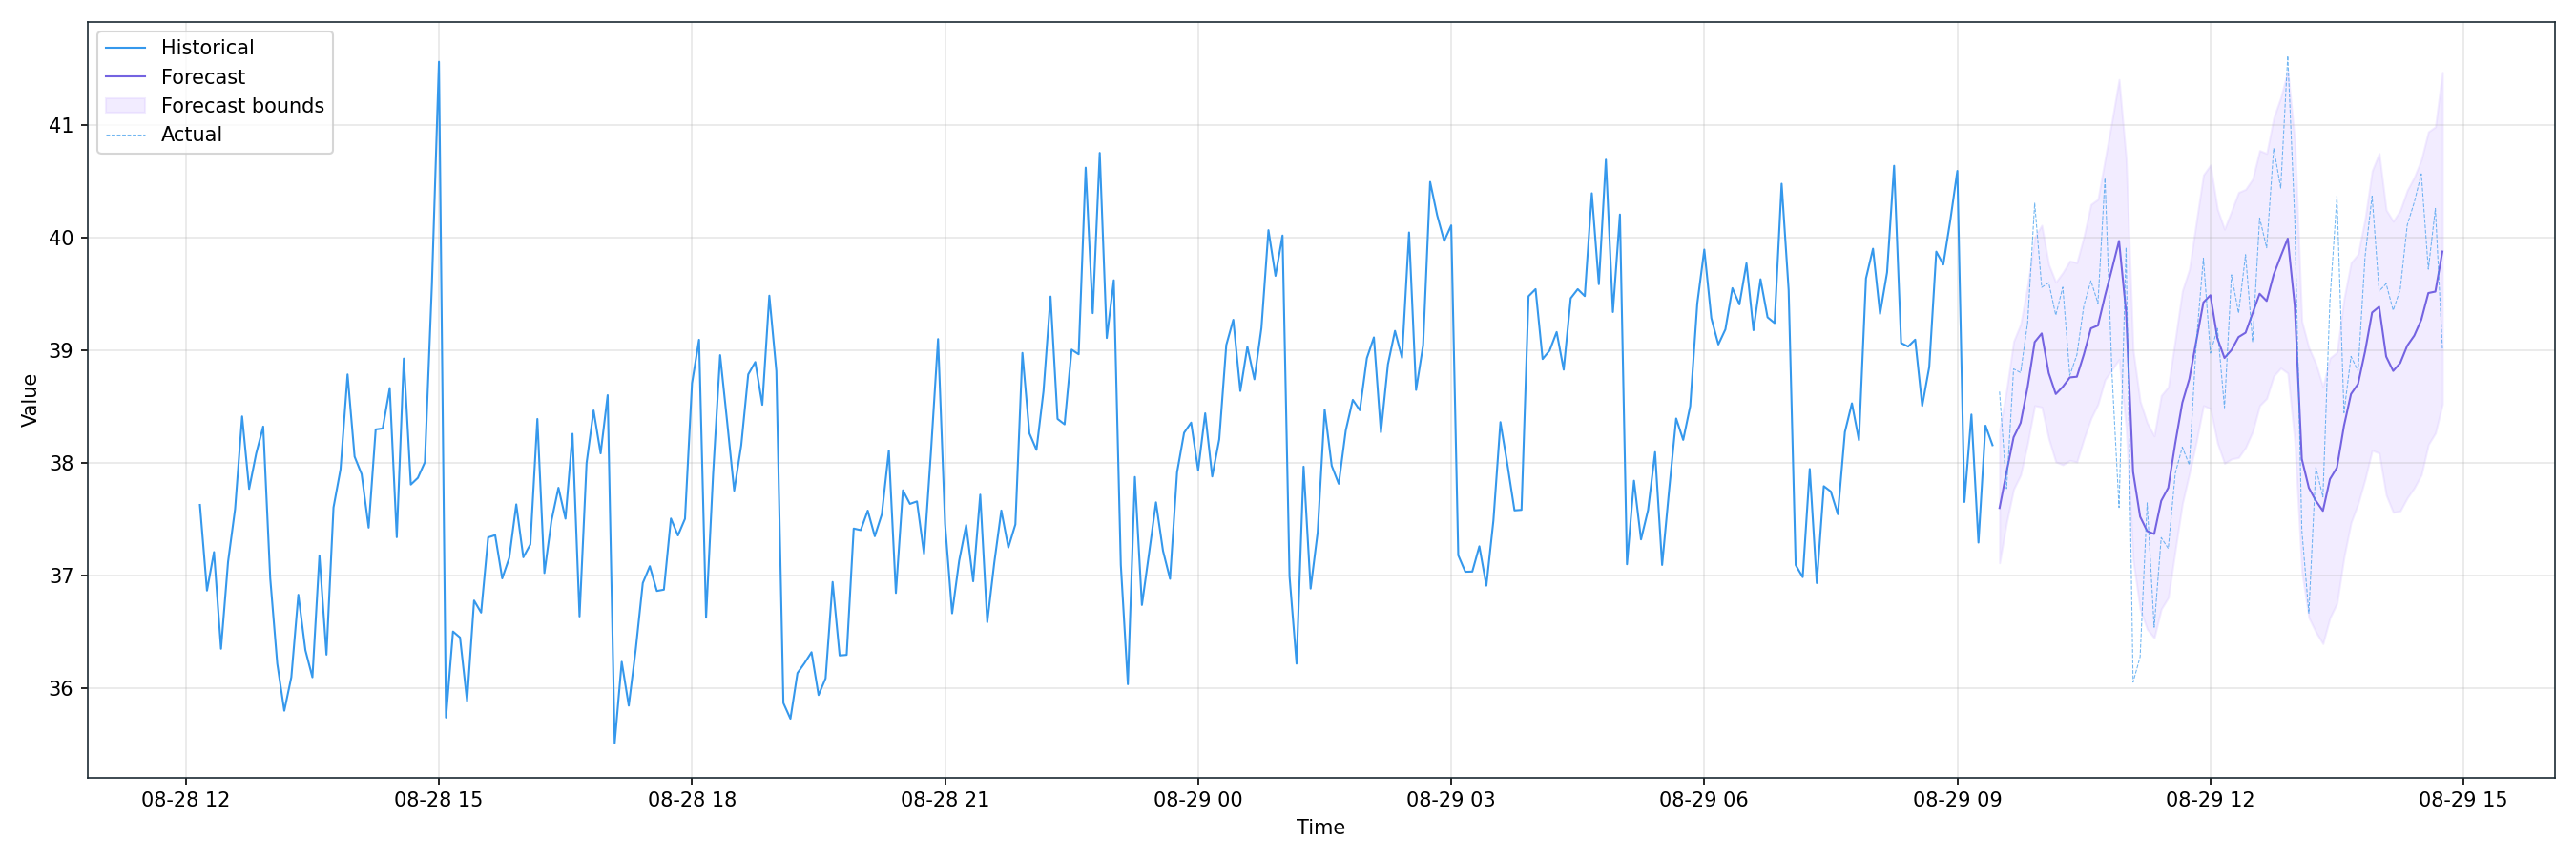 Historical
Forecast
Forecast bounds
Actual
41
40
39
38
37
36
Value
08-28 12
08-28 15
08-28 18
08-28 21
08-29 00
08-29 03
08-29 06
08-29 09
08-29 12
08-29 15
Time